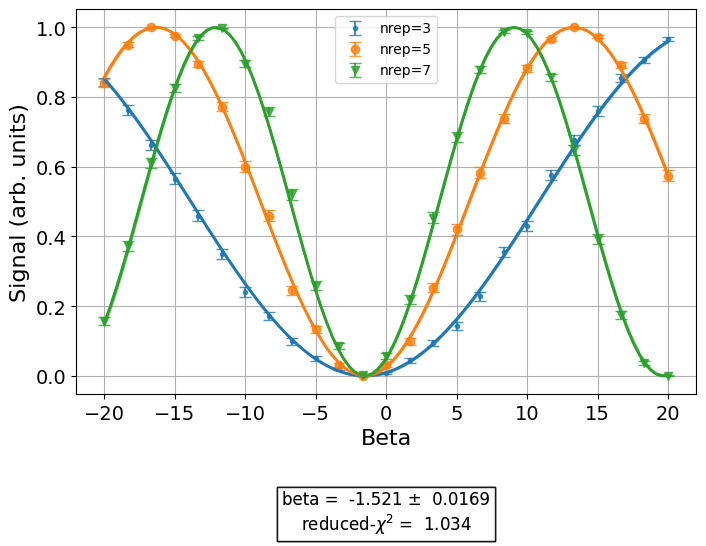 1.0
0.8
0.6
0.4
0.2
0.0
Signal (arb. units)
nrep=3
nrep=5
nrep=7
−20 −15 −10 −5 0 5 10 15 20
Beta
beta = -1.521 ± 0.0169
reduced-χ² = 1.034